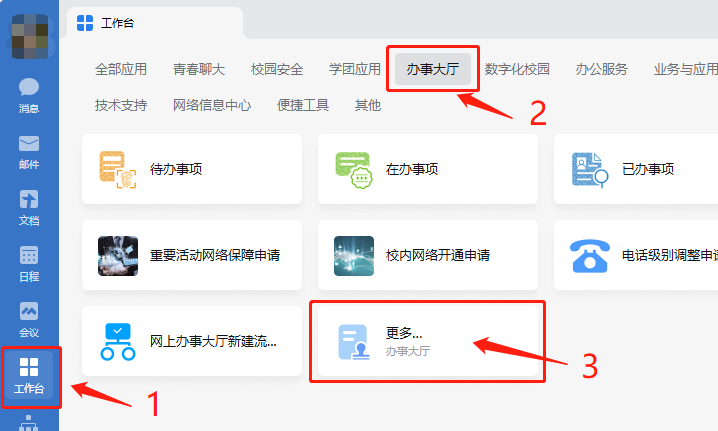 工作台
全部应用 青春聊大 校园安全 学团应用 办事大厅 数字化校园 办公服务 业务与应用
技术支持 网络信息中心 便捷工具 其他
2
消息
邮件
文档
日程
会议
工作台
1
待办事项 在办事项 已办事项
重要活动网络保障申请 校内网络开通申请 电话级别调整申请
网上办事大厅新建流... 更多...
办事大厅
3